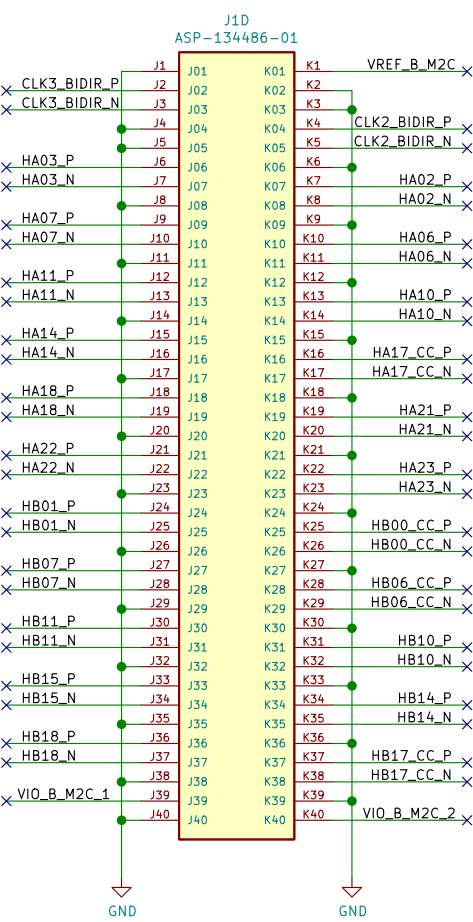 J1D
ASP-134486-01
J1 J01 K01 K1 VREF_B_M2C
CLK3_BIDIR_P J2 J02 K02 K2
CLK3_BIDIR_N J3 J03 K03 K3
J4 J04 K04 K4 CLK2_BIDIR_P
J5 J05 K05 K5 CLK2_BIDIR_N
HA03_P J6 J06 K06 K6
HA03_N J7 J07 K07 K7 HA02_P
J8 J08 K08 K8 HA02_N
HA07_P J9 J09 K09 K9
HA07_N J10 J10 K10 K10 HA06_P
J11 J11 K11 K11 HA06_N
HA11_P J12 J12 K12 K12
HA11_N J13 J13 K13 K13 HA10_P
J14 J14 K14 K14 HA10_N
HA14_P J15 J15 K15 K15
HA14_N J16 J16 K16 K16 HA17_CC_P
J17 J17 K17 K17 HA17_CC_N
HA18_P J18 J18 K18 K18
HA18_N J19 J19 K19 K19 HA21_P
J20 J20 K20 K20 HA21_N
HA22_P J21 J21 K21 K21
HA22_N J22 J22 K22 K22 HA23_P
J23 J23 K23 K23 HA23_N
HB01_P J24 J24 K24 K24
HB01_N J25 J25 K25 K25 HB00_CC_P
J26 J26 K26 K26 HB00_CC_N
HB07_P J27 J27 K27 K27
HB07_N J28 J28 K28 K28 HB06_CC_P
J29 J29 K29 K29 HB06_CC_N
HB11_P J30 J30 K30 K30
HB11_N J31 J31 K31 K31 HB10_P
J32 J32 K32 K32 HB10_N
HB15_P J33 J33 K33 K33
HB15_N J34 J34 K34 K34 HB14_P
J35 J35 K35 K35 HB14_N
HB18_P J36 J36 K36 K36
HB18_N J37 J37 K37 K37 HB17_CC_P
J38 J38 K38 K38 HB17_CC_N
VIO_B_M2C_1 J39 J39 K39 K39
J40 J40 K40 K40 VIO_B_M2C_2
GND GND